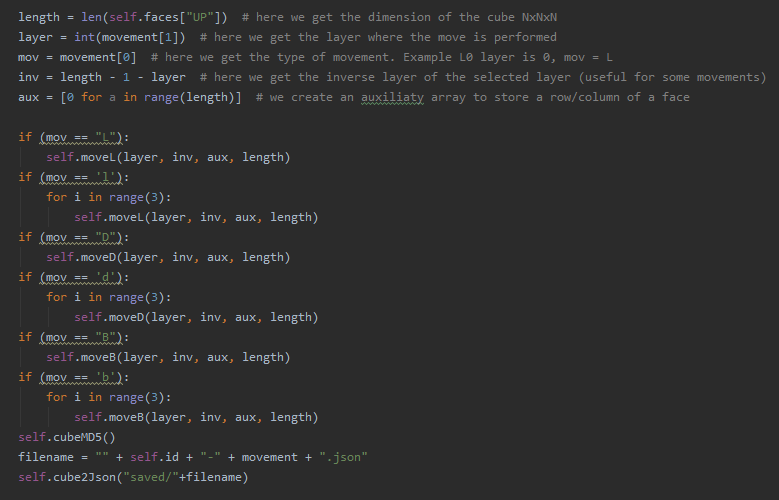 length = len(self.faces["UP"])  # here we get the dimension of the cube NxNxN
layer = int(movement[1])  # here we get the layer where the move is performed
mov = movement[0]  # here we get the type of movement. Example L0 layer is 0, mov = L
inv = length - 1 - layer  # here we get the inverse layer of the selected layer (useful for some movements)
aux = [0 for a in range(length)]  # we create an auxiliaty array to store a row/column of a face

if (mov == "L"):
    self.moveL(layer, inv, aux, length)
if (mov == 'l'):
    for i in range(3):
        self.moveL(layer, inv, aux, length)
if (mov == "D"):
    self.moveD(layer, inv, aux, length)
if (mov == 'd'):
    for i in range(3):
        self.moveD(layer, inv, aux, length)
if (mov == "B"):
    self.moveB(layer, inv, aux, length)
if (mov == 'b'):
    for i in range(3):
        self.moveB(layer, inv, aux, length)
self.cubeMD5()
filename = "" + self.id + "-" + movement + ".json"
self.cube2Json("saved/"+filename)